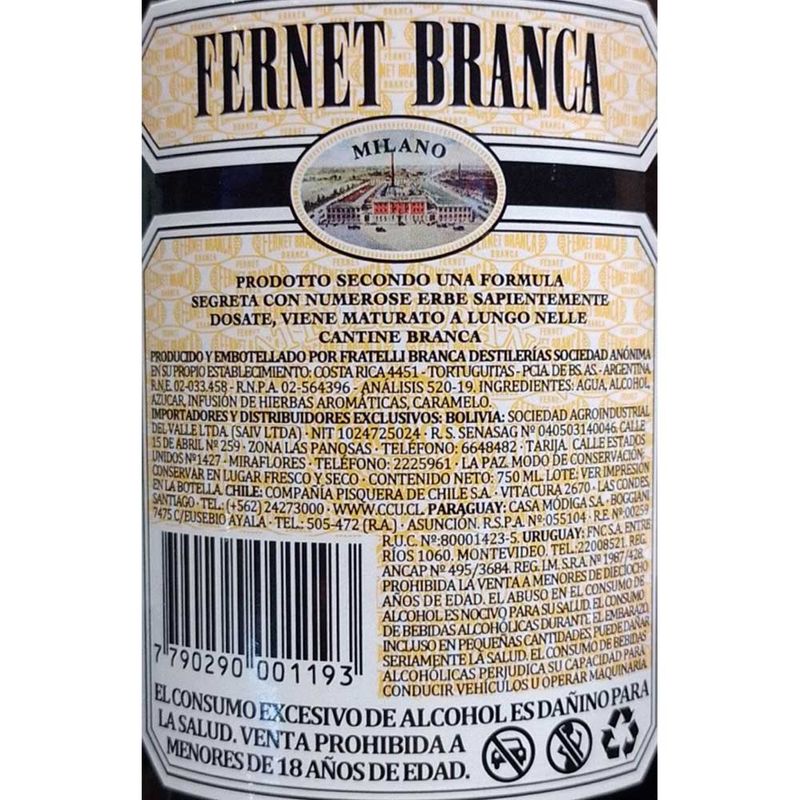 FERNET BRANCA
MILANO
PRODOTTO SECONDO UNA FORMULA
SEGRETA CON NUMEROSE ERBE SAPIENTEMENTE
DOSATE, VIENE MATURATO A LUNGO NELLE
CANTINE BRANCA
PRODUCIDO Y EMBOTELLADO POR FRATELLI BRANCA DESTILERÍAS SOCIEDAD ANÓNIMA
EN SU PROPIO ESTABLECIMIENTO: COSTA RICA 4451 - TORTUGUITAS - PCIA. DE BS. AS. - ARGENTINA.
R.N.E. 02-033.458 - R.N.P.A. 02-564396 - ANÁLISIS 520-19. INGREDIENTES: AGUA, ALCOHOL,
AZÚCAR, INFUSIÓN DE HIERBAS AROMÁTICAS, CARAMELO.
IMPORTADORES Y DISTRIBUIDORES EXCLUSIVOS: BOLIVIA: SOCIEDAD AGROINDUSTRIAL
DEL VALLE LTDA. (SAIV LTDA) - NIT 1024725024 - R. S. SENASAG Nº 040503140046. CALLE
15 DE ABRIL Nº 259 - ZONA LAS PANOSAS - TELÉFONO: 6648482 - TARIJA. CALLE ESTADOS
UNIDOS Nº1427 - MIRAFLORES - TELÉFONO: 2225961 - LA PAZ. MODO DE CONSERVACIÓN:
CONSERVAR EN LUGAR FRESCO Y SECO - CONTENIDO NETO: 750 ML. LOTE: VER IMPRESIÓN
EN LA BOTELLA. CHILE: COMPAÑÍA PISQUERA DE CHILE S.A. - VITACURA 2670 - LAS CONDES,
SANTIAGO - TEL: (+562) 24273000 - WWW.CCU.CL PARAGUAY: CASA MÓDIGA S.A. - BOGGIANI
7475 C/EUSEBIO AYALA - TEL.: 505-472 (R.A.) - ASUNCIÓN. R.S.P.A. Nº:055104 - R.E. Nº:00259
R.U.C. Nº:80001423-5. URUGUAY: FNC S.A. ENTRE
RÍOS 1060. MONTEVIDEO. TEL.:22008521. REG.
ANCAP Nº 495/3684. REG. I.M. S.R.A. Nº 1987/428.
PROHIBIDA LA VENTA A MENORES DE DIECIOCHO
AÑOS DE EDAD. EL ABUSO EN EL CONSUMO DE
ALCOHOL ES NOCIVO PARA SU SALUD. EL CONSUMO
DE BEBIDAS ALCOHÓLICAS DURANTE EL EMBARAZO,
INCLUSO EN PEQUEÑAS CANTIDADES, PUEDE DAÑAR
SERIAMENTE LA SALUD. EL CONSUMO DE BEBIDAS
ALCOHÓLICAS PERJUDICA SU CAPACIDAD PARA
CONDUCIR VEHÍCULOS U OPERAR MAQUINARIA
7 790290 001193
EL CONSUMO EXCESIVO DE ALCOHOL ES DAÑINO PARA
LA SALUD. VENTA PROHIBIDA A
MENORES DE 18 AÑOS DE EDAD.